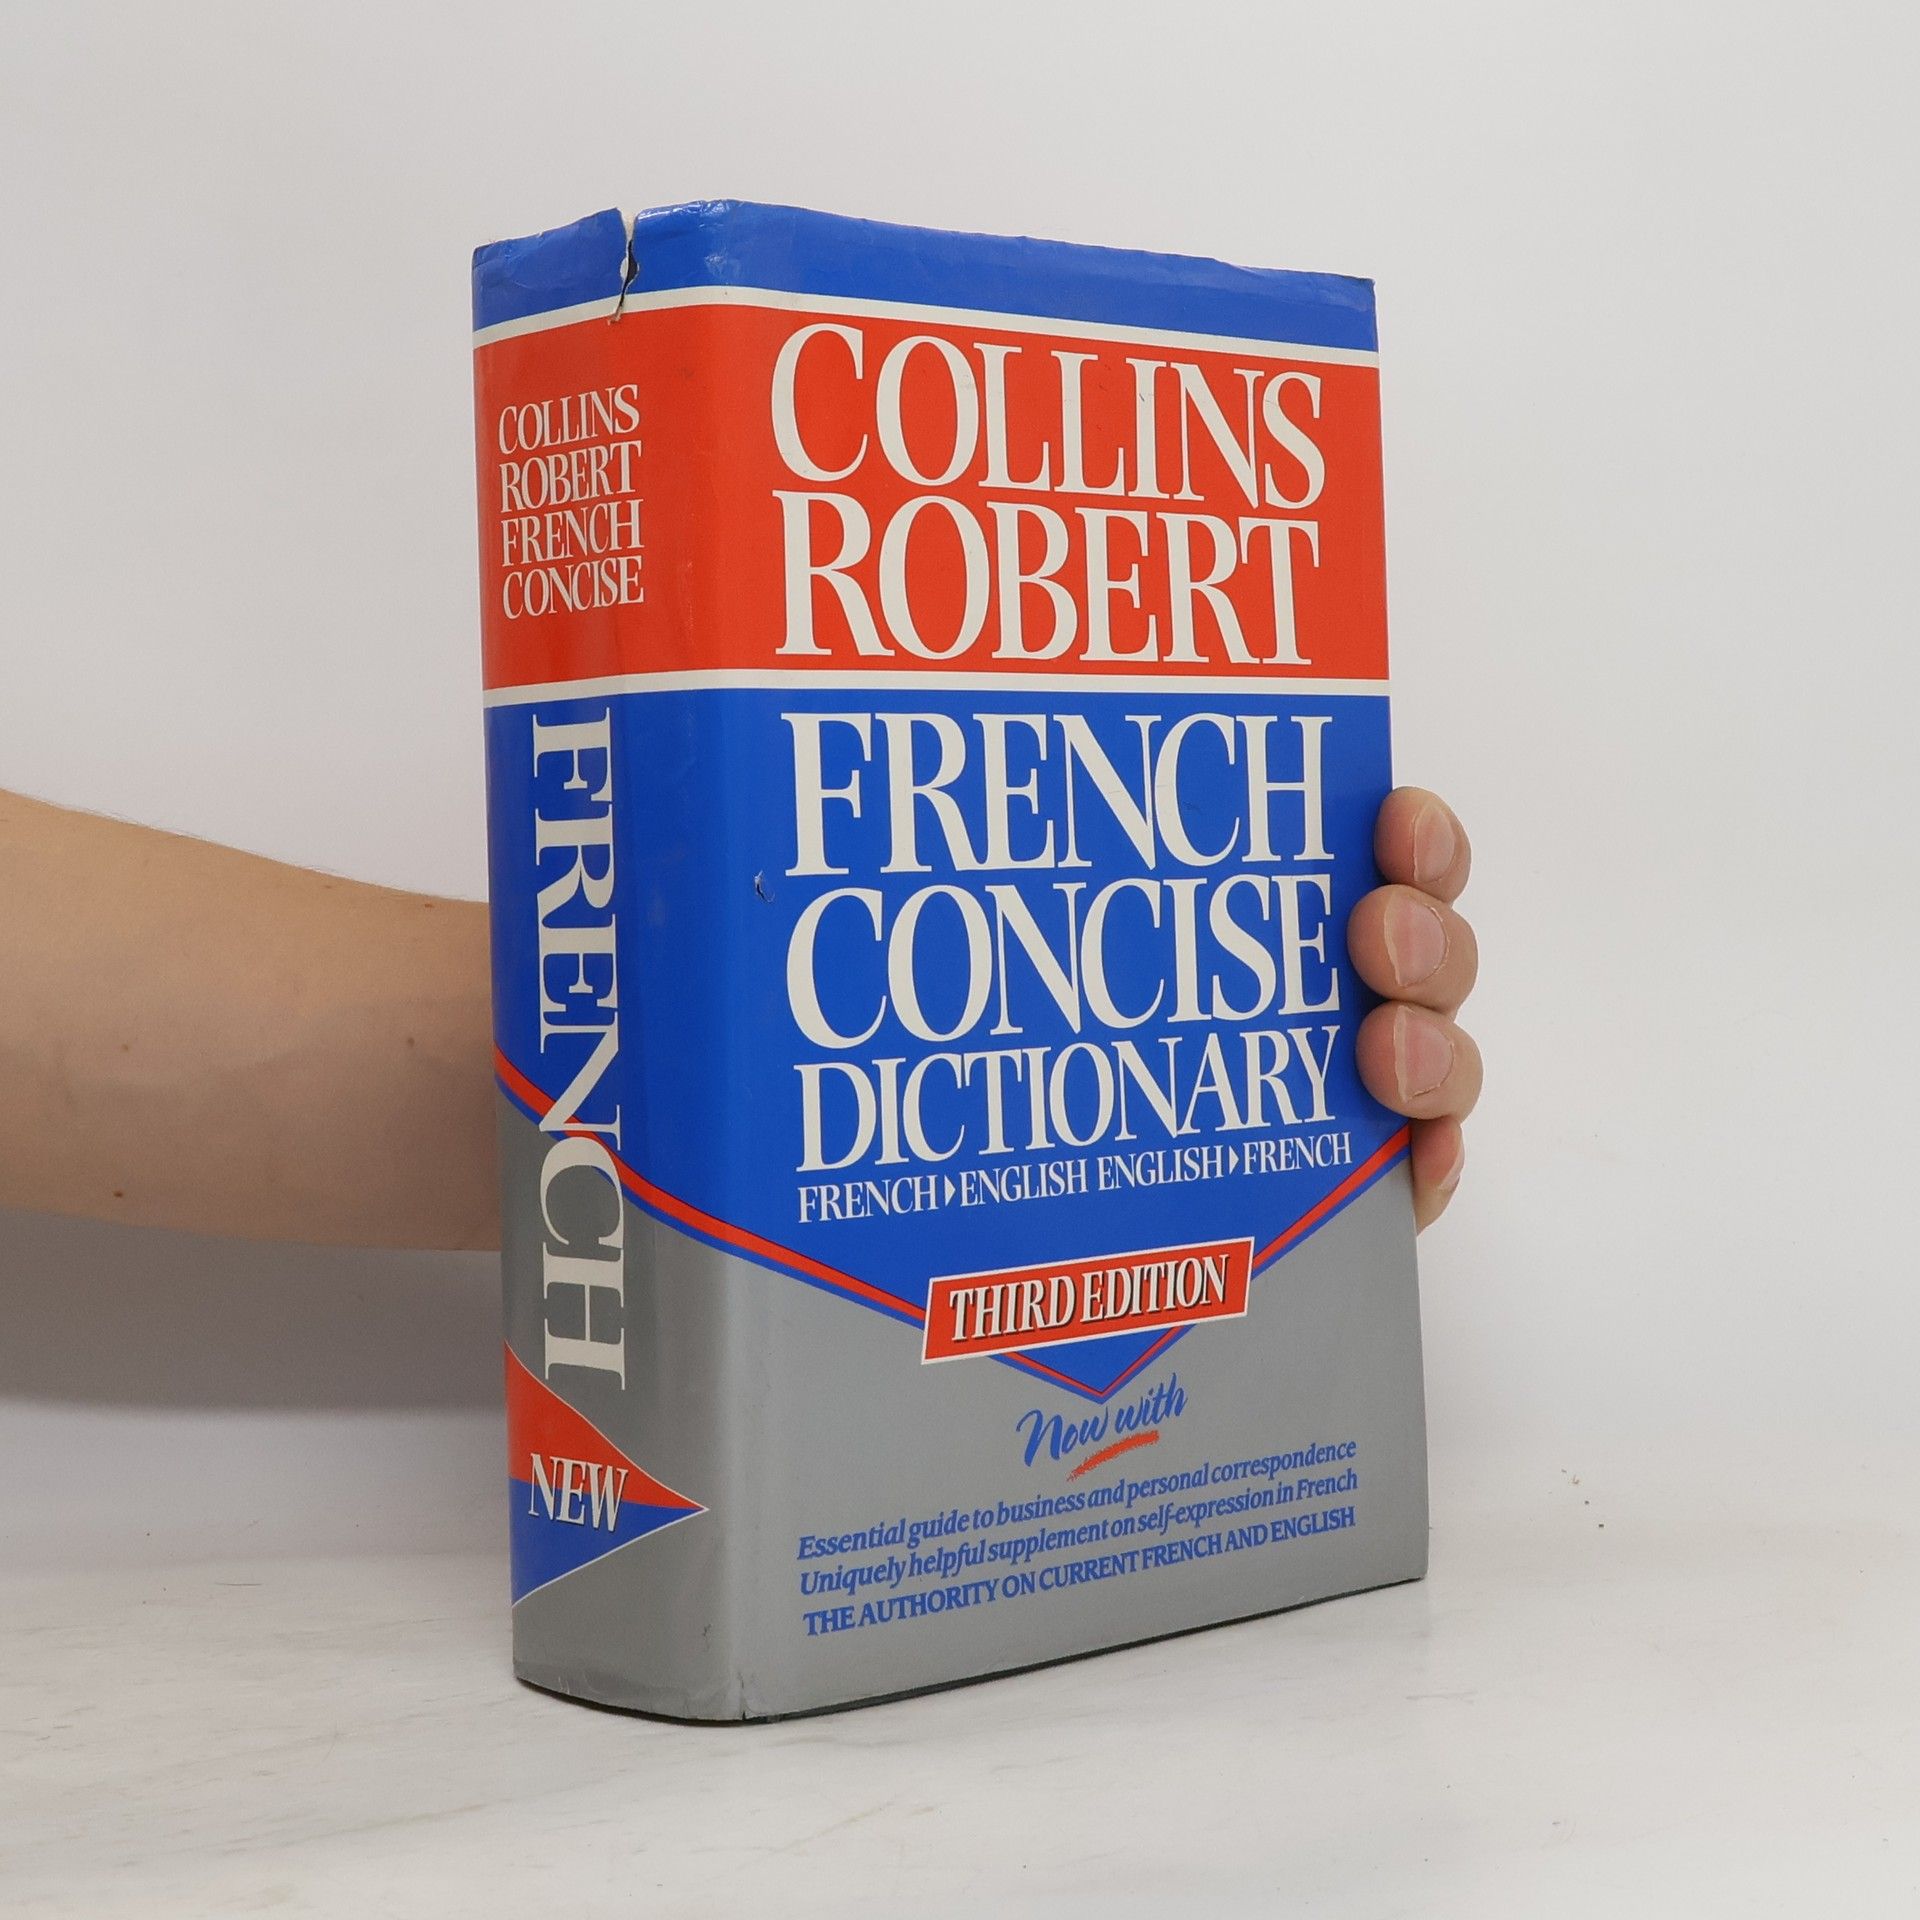 COLLINS
ROBERT
FRENCH
CONCISE
FRENCH
NEW
COLLINS
ROBERT
FRENCH
CONCISE
DICTIONARY
FRENCH▸ENGLISH ENGLISH▸FRENCH
THIRD EDITION
Now with
Essential guide to business and personal correspondence
Uniquely helpful supplement on self-expression in French
THE AUTHORITY ON CURRENT FRENCH AND ENGLISH